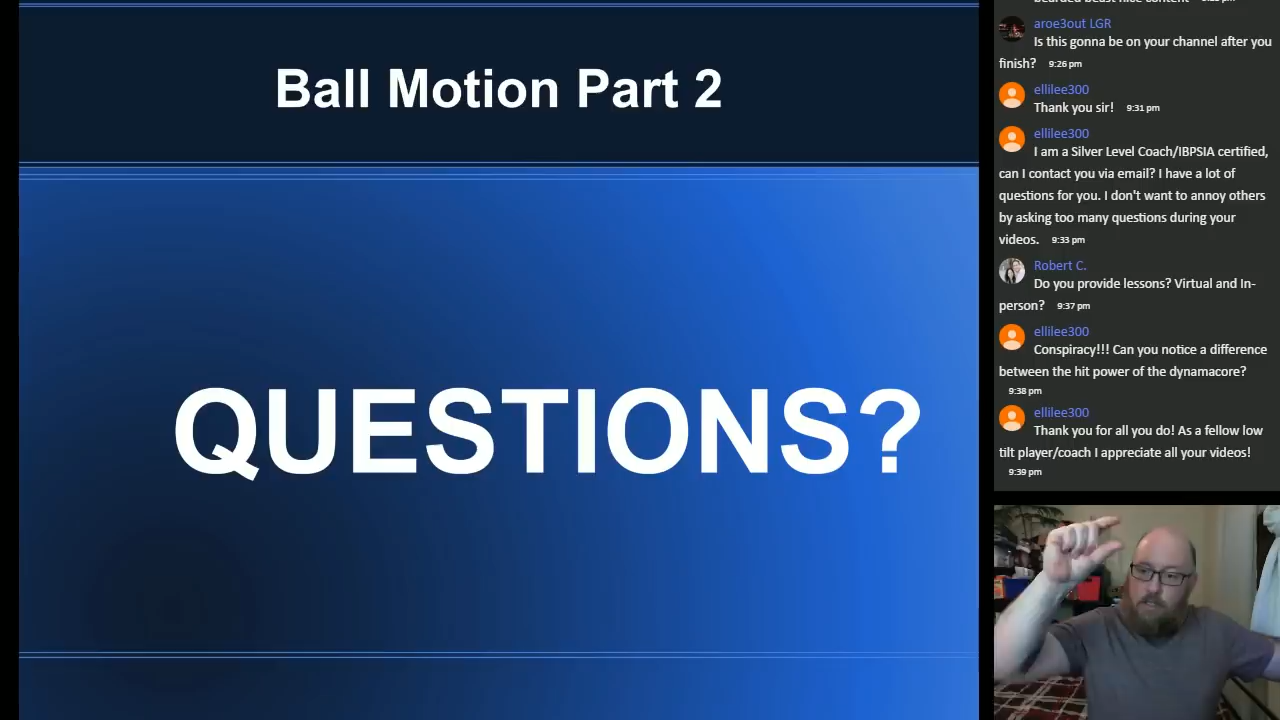 Ball Motion Part 2
QUESTIONS?
aroe3out LGR
Is this gonna be on your channel after you
finish? 9:26 pm
ellilee300
Thank you sir! 9:31 pm
ellilee300
I am a Silver Level Coach/IBPSIA certified,
can I contact you via email? I have a lot of
questions for you. I don't want to annoy others
by asking too many questions during your
videos. 9:33 pm
Robert C.
Do you provide lessons? Virtual and In-
person? 9:37 pm
ellilee300
Conspiracy!!! Can you notice a difference
between the hit power of the dynamacore?
9:38 pm
ellilee300
Thank you for all you do! As a fellow low
tilt player/coach I appreciate all your videos!
9:39 pm